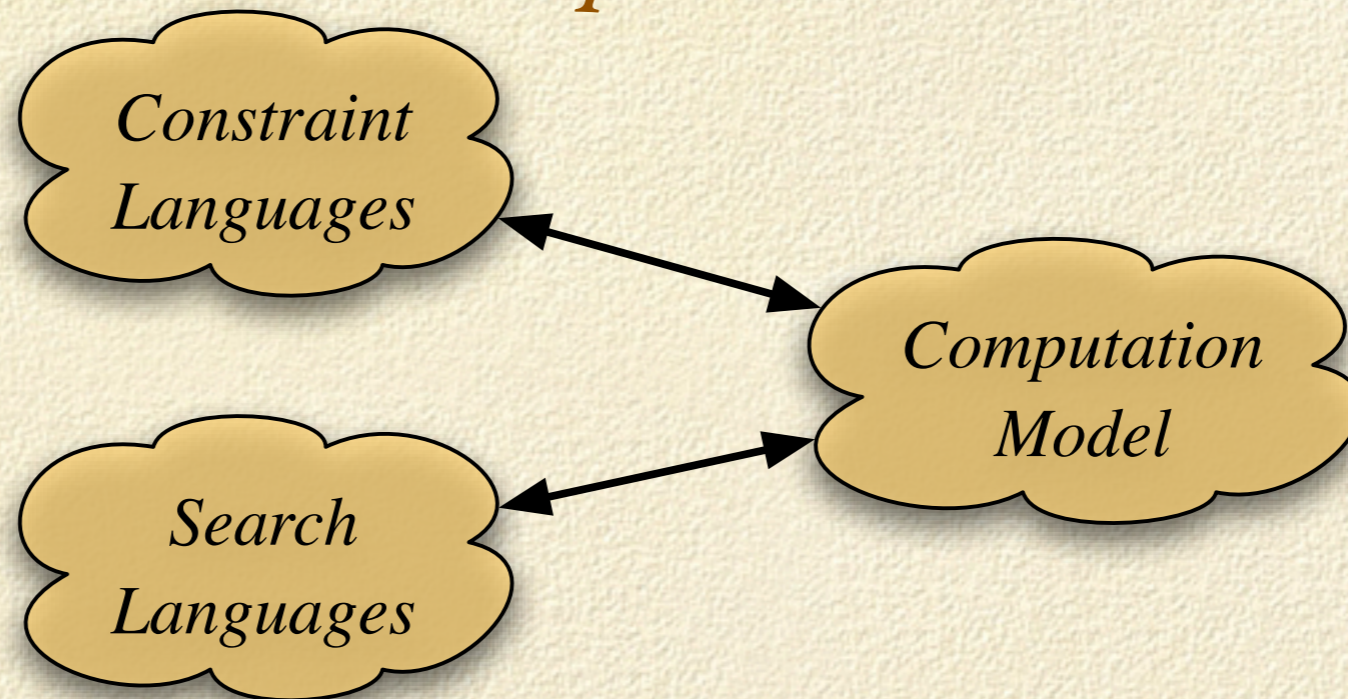 Constraint
Languages
Computation
Model
Search
Languages